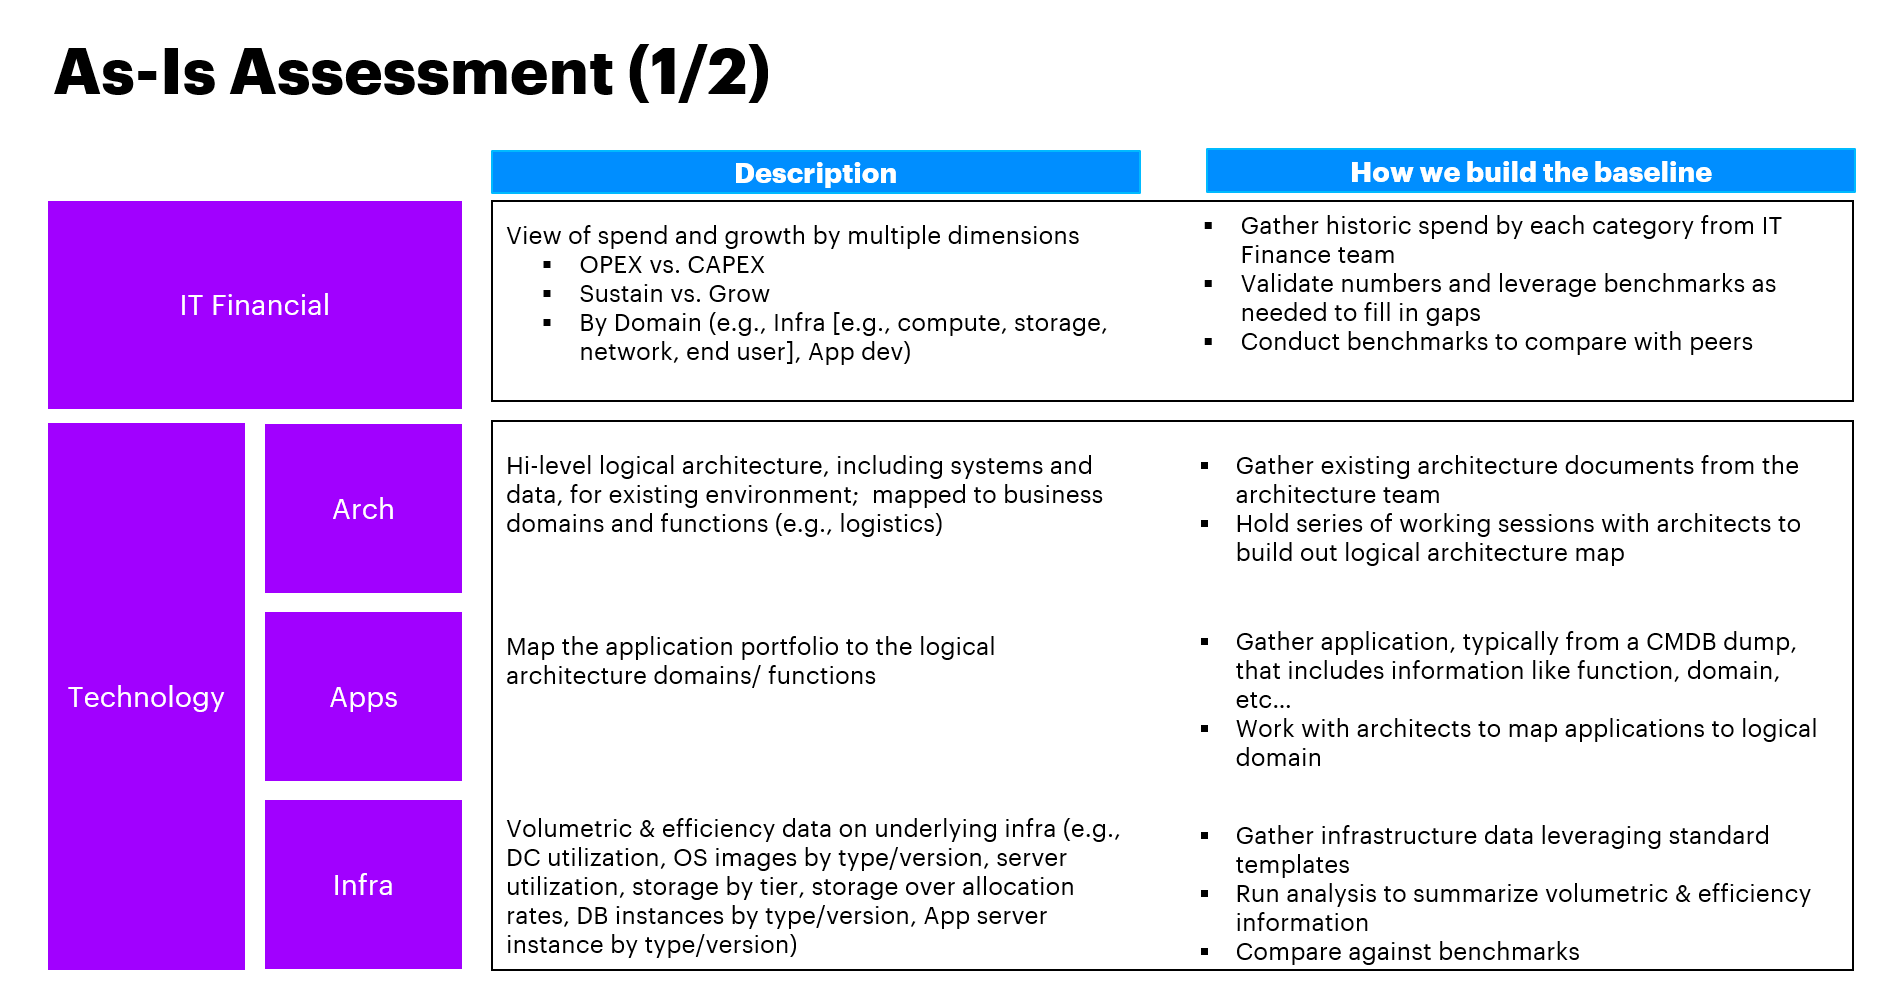 As-Is Assessment (1/2)
Description
How we build the baseline
IT Financial
View of spend and growth by multiple dimensions
▪ OPEX vs. CAPEX
▪ Sustain vs. Grow
▪ By Domain (e.g., Infra [e.g., compute, storage,
network, end user], App dev)
▪ Gather historic spend by each category from IT
Finance team
▪ Validate numbers and leverage benchmarks as
needed to fill in gaps
▪ Conduct benchmarks to compare with peers
Technology
Arch
Hi-level logical architecture, including systems and
data, for existing environment;  mapped to business
domains and functions (e.g., logistics)
▪ Gather existing architecture documents from the
architecture team
▪ Hold series of working sessions with architects to
build out logical architecture map
Apps
Map the application portfolio to the logical
architecture domains/ functions
▪ Gather application, typically from a CMDB dump,
that includes information like function, domain,
etc...
▪ Work with architects to map applications to logical
domain
Infra
Volumetric & efficiency data on underlying infra (e.g.,
DC utilization, OS images by type/version, server
utilization, storage by tier, storage over allocation
rates, DB instances by type/version, App server
instance by type/version)
▪ Gather infrastructure data leveraging standard
templates
▪ Run analysis to summarize volumetric & efficiency
information
▪ Compare against benchmarks